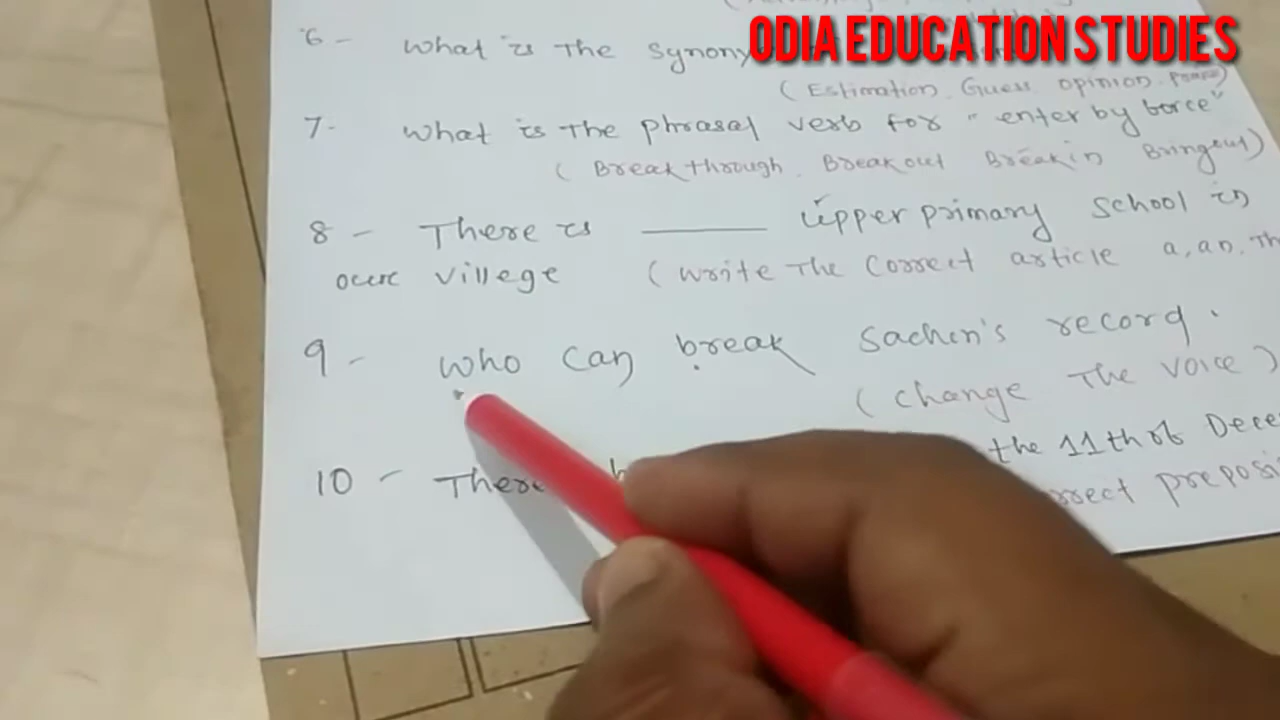 ODIA EDUCATION STUDIES
6 - What is the synony
(Estimation Guess opinion
7- What is the phrasal verb for "enter by force"
(Break through Break out Break in Bring out)
8 - There is ______ upper primary school in
our villege (write the correct article a, an, Th
9 - who can break Sachin's record.
(change the voice)
10 - There the 11th of Dece
rrect preposi